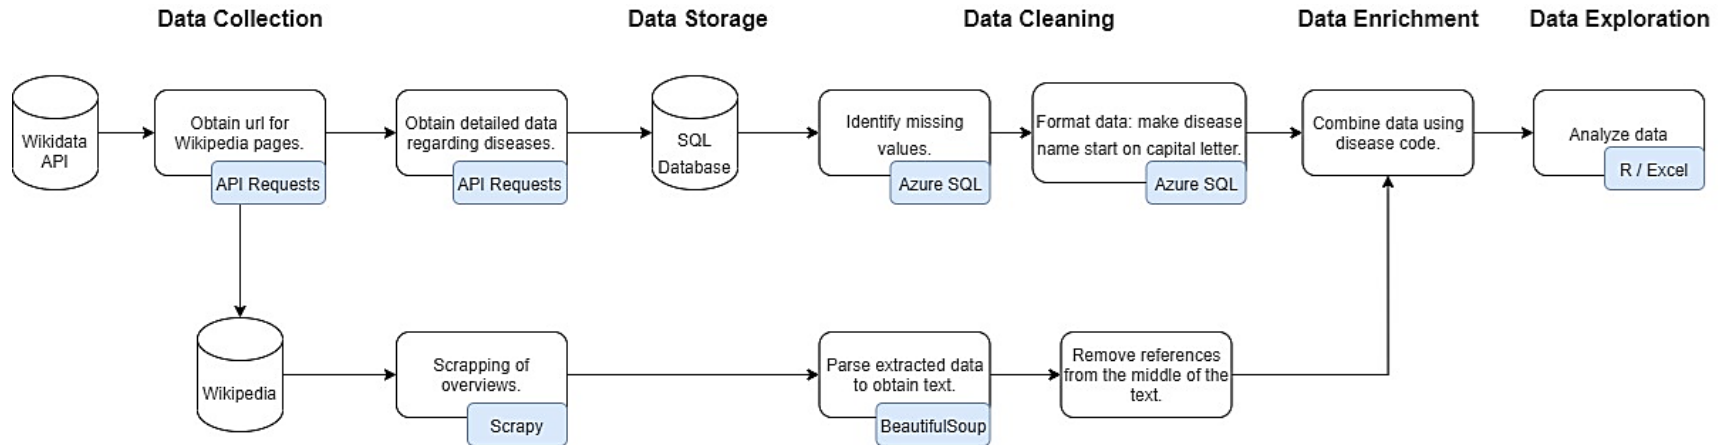 Data Collection
Data Storage
Data Cleaning
Data Enrichment
Data Exploration
Wikidata
API
Obtain url for
Wikipedia pages.
API Requests
Obtain detailed data
regarding diseases.
API Requests
SQL
Database
Identify missing
values.
Azure SQL
Format data: make disease
name start on capital letter.
Azure SQL
Combine data using
disease code.
Analyze data
R / Excel
Wikipedia
Scrapping of
overviews.
Scrapy
Parse extracted data
to obtain text.
BeautifulSoup
Remove references
from the middle of the
text.